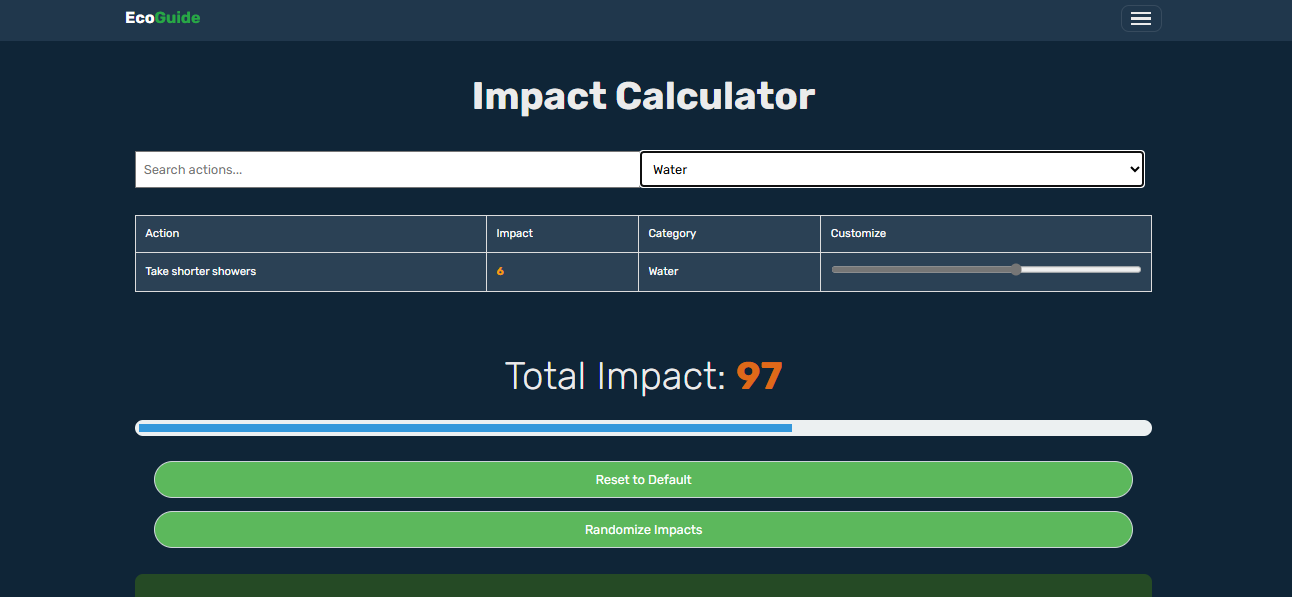 EcoGuide
Impact Calculator
Search actions... Water
Action Impact Category Customize
Take shorter showers 6 Water
Total Impact: 97
Reset to Default
Randomize Impacts